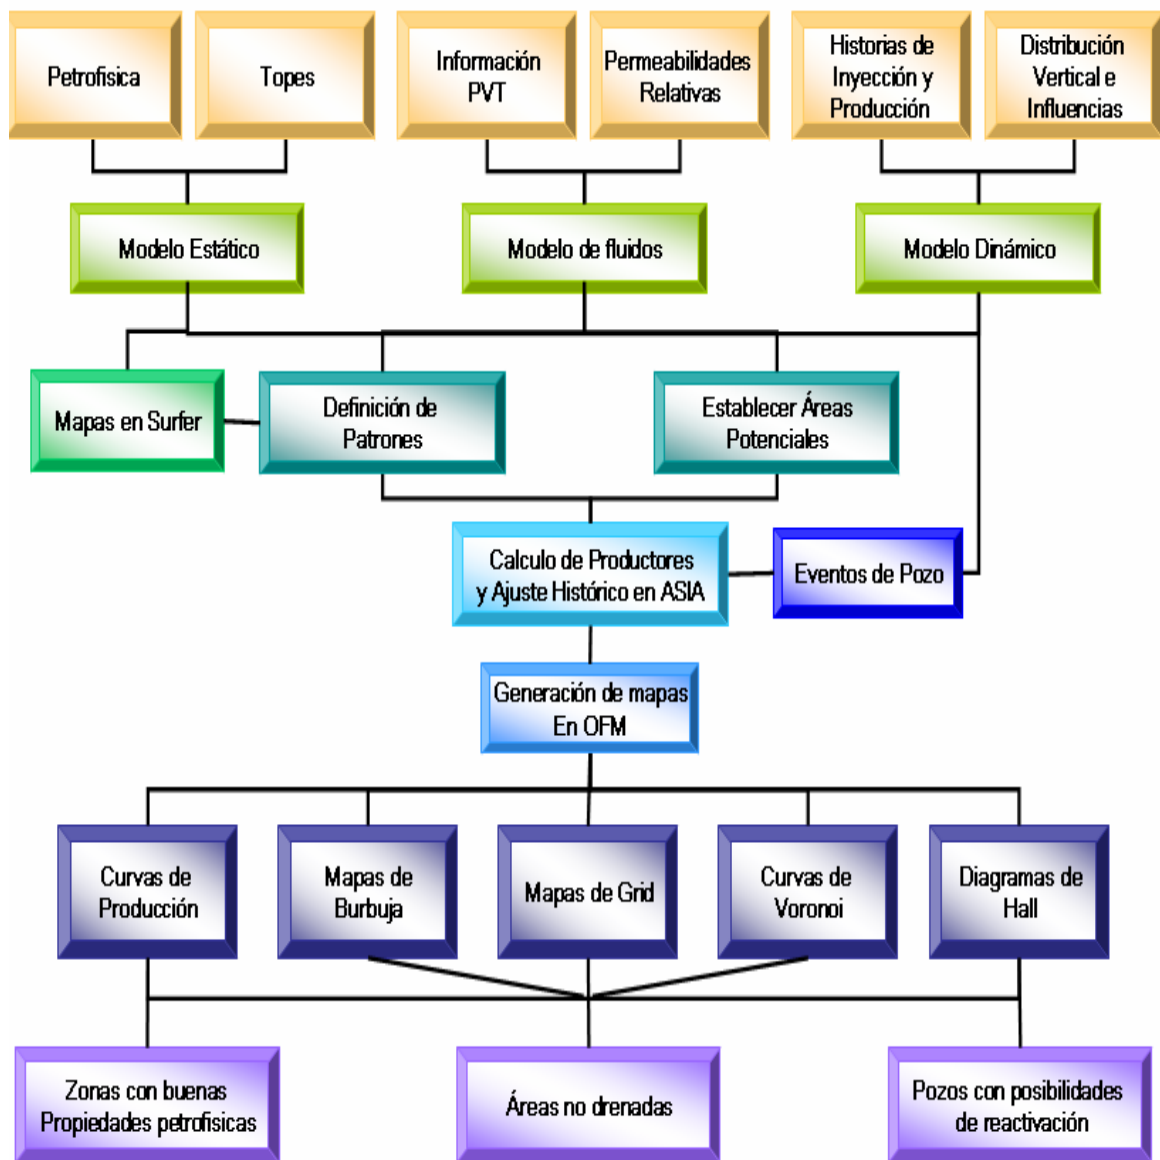 Petrofisica
Topes
Información
PVT
Permeabilidades
Relativas
Historias de
Inyección y
Producción
Distribución
Vertical e
Influencias
Modelo Estático
Modelo de fluidos
Modelo Dinámico
Mapas en Surfer
Definición de
Patrones
Establecer Áreas
Potenciales
Calculo de Productores
y Ajuste Histórico en ASIA
Eventos de Pozo
Generación de mapas
En OFM
Curvas de
Producción
Mapas de
Burbuja
Mapas de Grid
Curvas de
Voronoi
Diagramas de
Hall
Zonas con buenas
Propiedades petrofisicas
Áreas no drenadas
Pozos con posibilidades
de reactivación